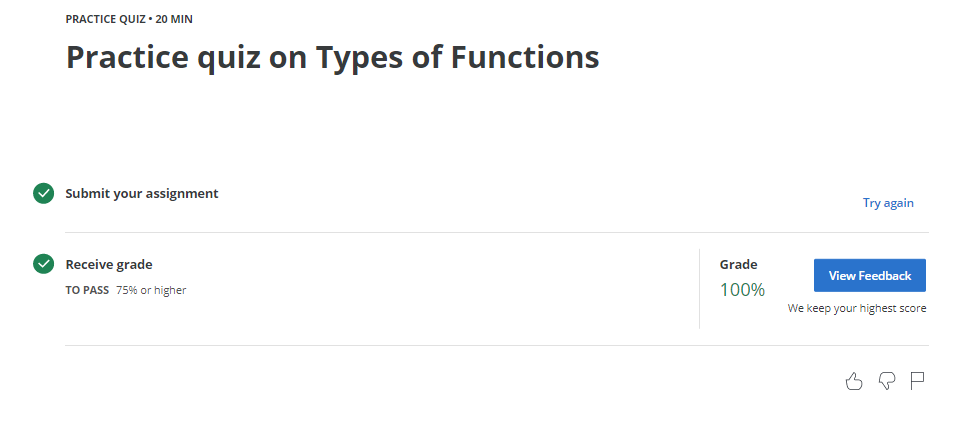 PRACTICE QUIZ • 20 MIN
Practice quiz on Types of Functions
Submit your assignment
Try again
Receive grade
TO PASS 75% or higher
Grade
100%
View Feedback
We keep your highest score